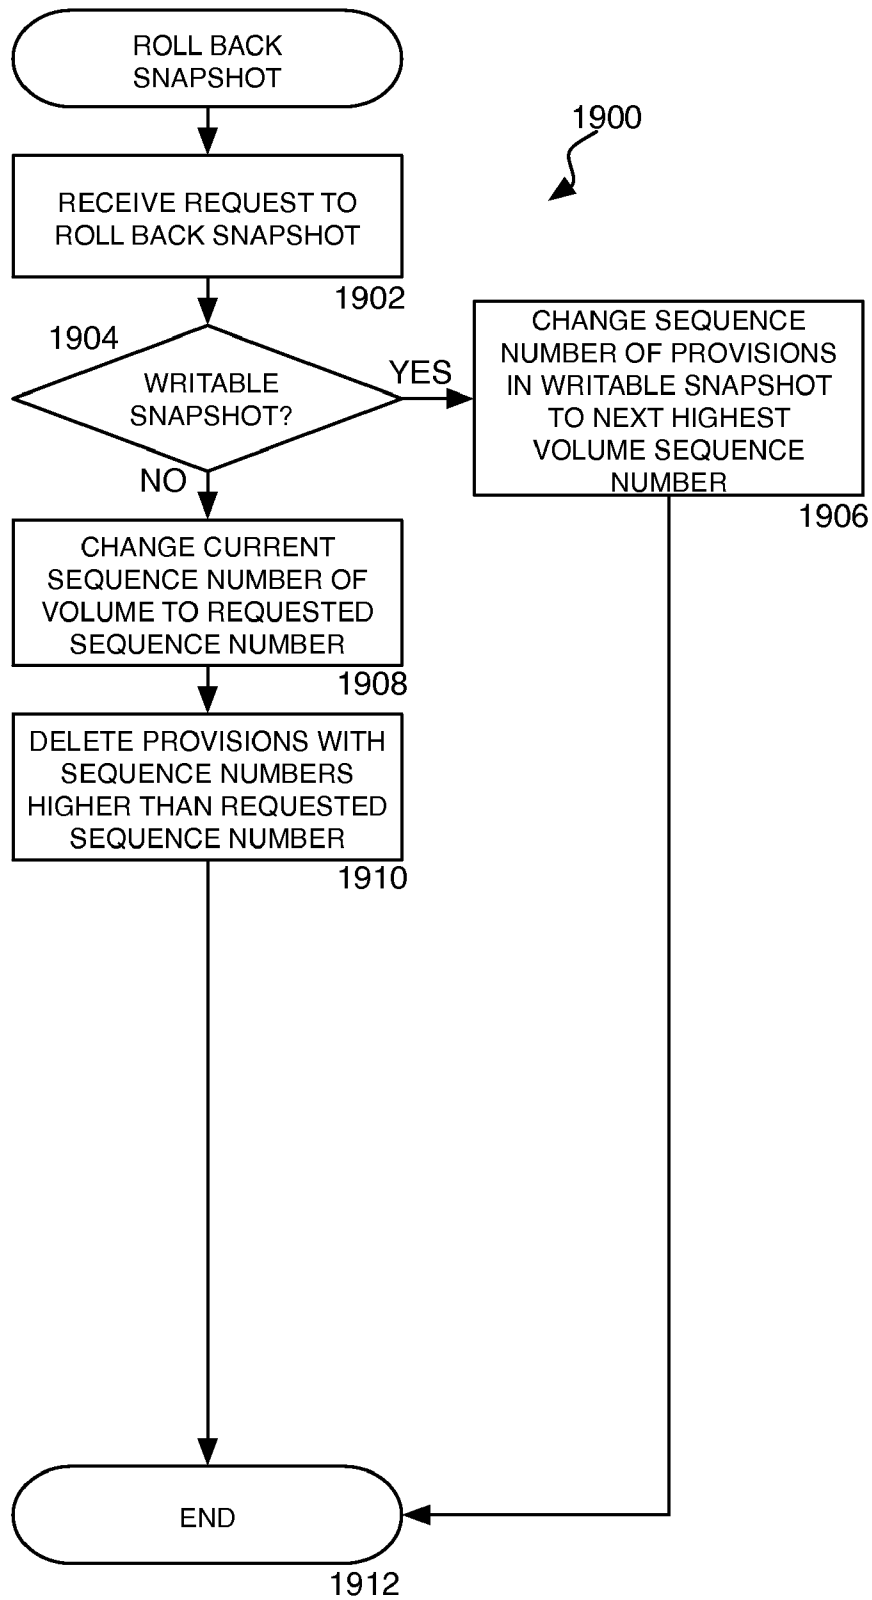 ROLL BACK
SNAPSHOT
1900
RECEIVE REQUEST TO
ROLL BACK SNAPSHOT
1902
1904
WRITABLE
SNAPSHOT?
YES
NO
CHANGE SEQUENCE
NUMBER OF PROVISIONS
IN WRITABLE SNAPSHOT
TO NEXT HIGHEST
VOLUME SEQUENCE
NUMBER
1906
CHANGE CURRENT
SEQUENCE NUMBER OF
VOLUME TO REQUESTED
SEQUENCE NUMBER
1908
DELETE PROVISIONS WITH
SEQUENCE NUMBERS
HIGHER THAN REQUESTED
SEQUENCE NUMBER
1910
END
1912